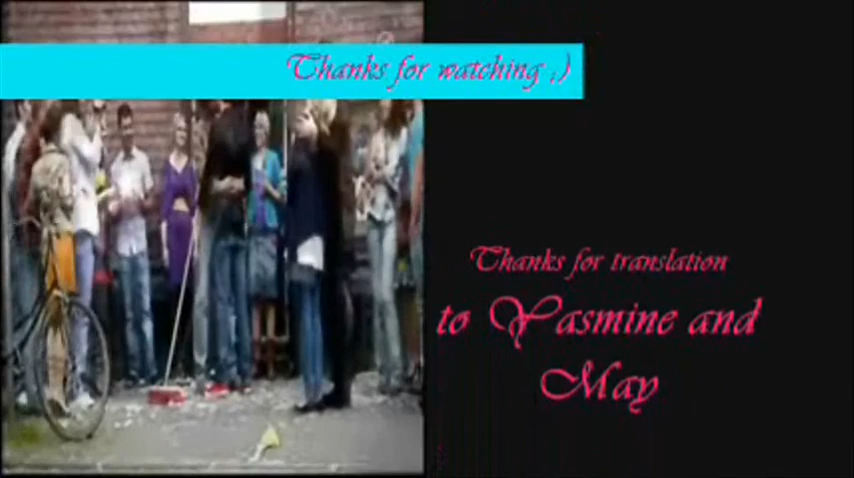 Thanks for watching ;)
Thanks for translation
to Yasmine and
May